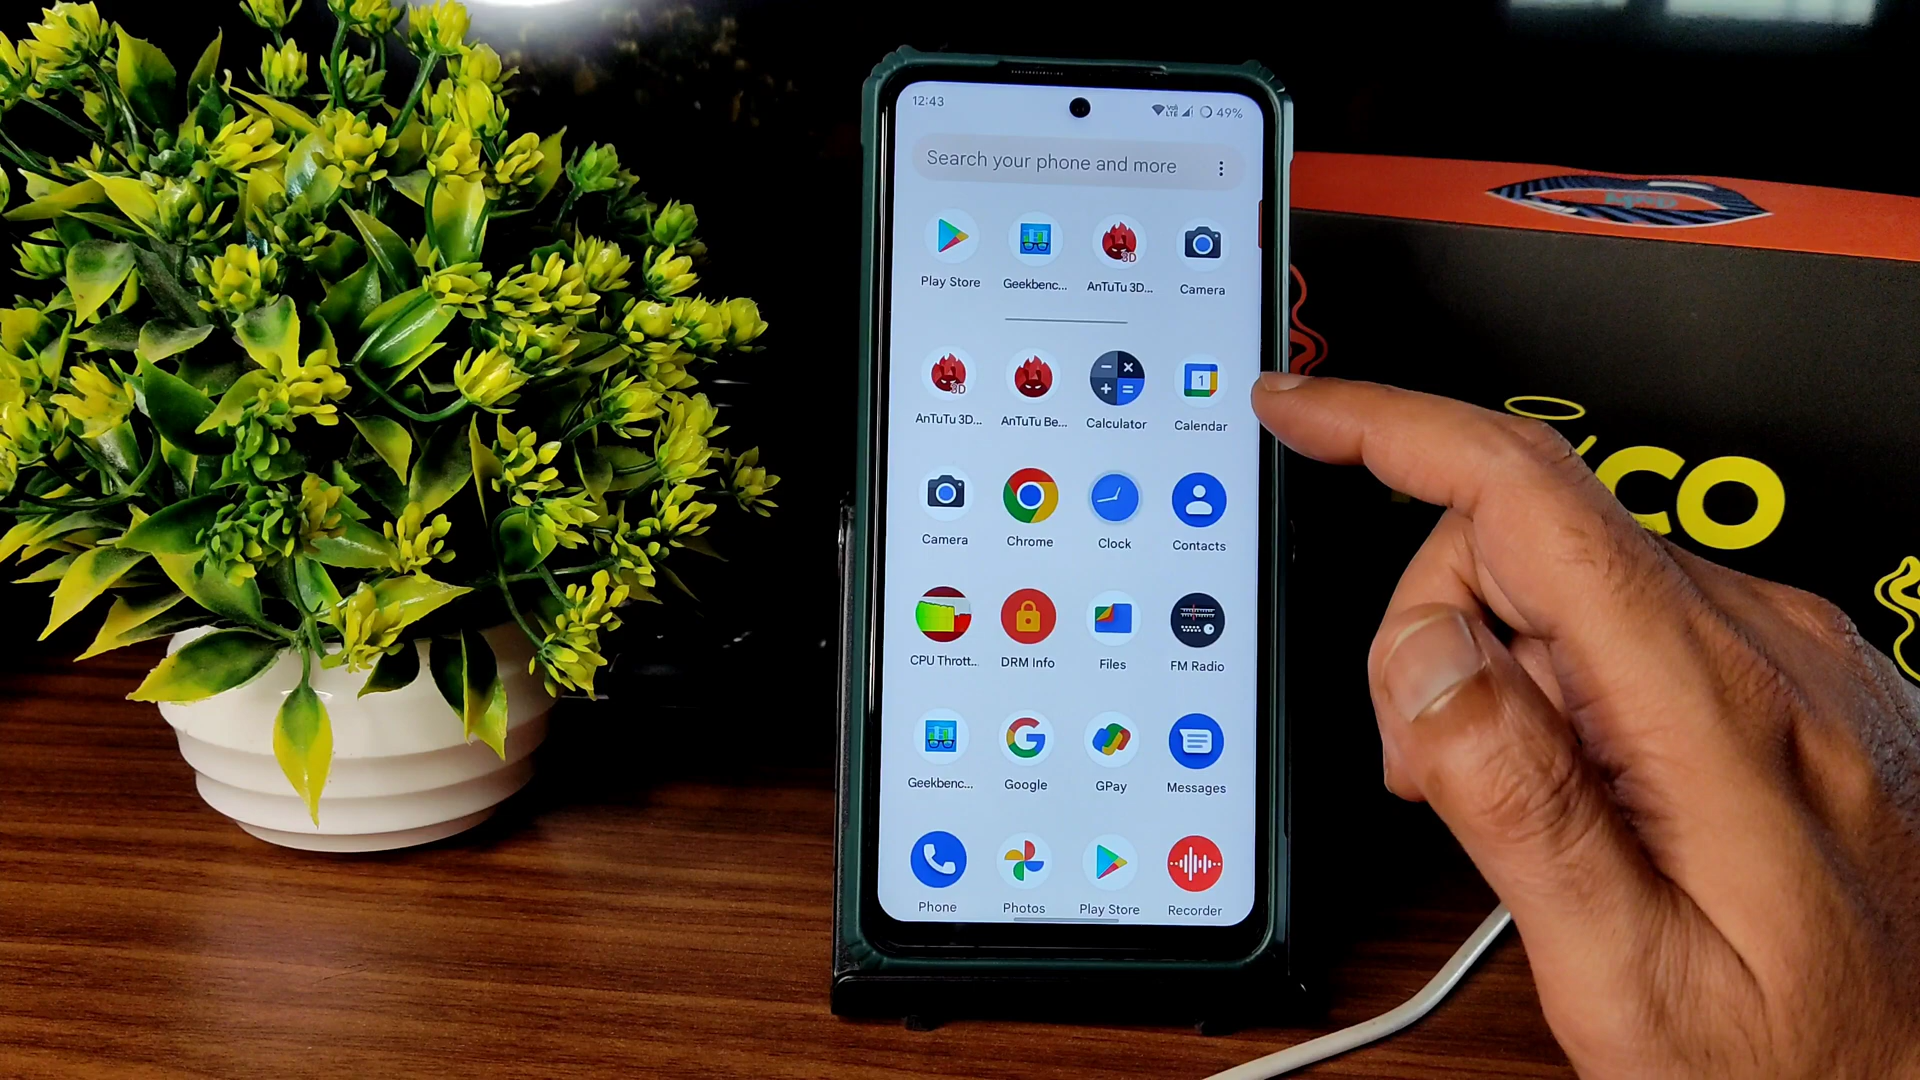 12:43
Vo) LTE 49%
Search your phone and more
Play Store Geekbenc... AnTuTu 3D... Camera
AnTuTu 3D... AnTuTu Be... Calculator Calendar
Camera Chrome Clock Contacts
CPU Thrott.. DRM Info Files FM Radio
Geekbenc... Google GPay Messages
Phone Photos Play Store Recorder
CO